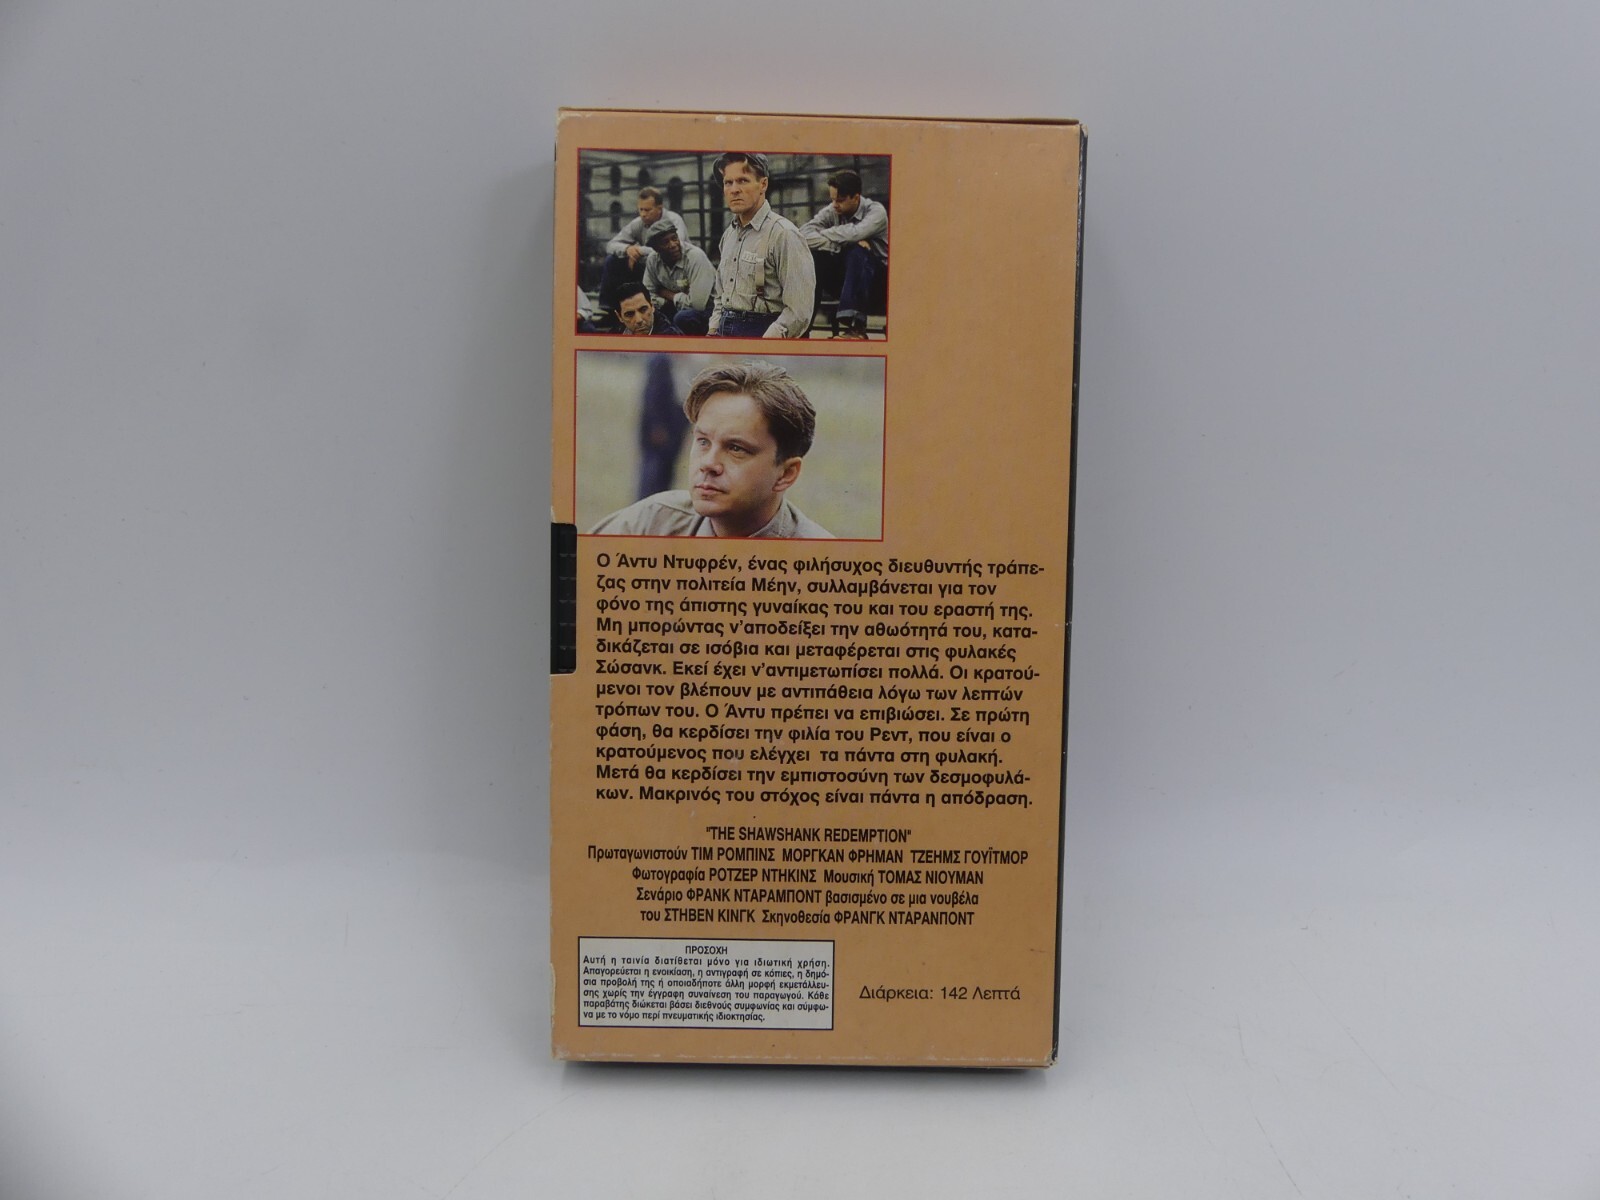 Ο Άντυ Ντυφρέν, ένας φιλήσυχος διευθυντής τράπε-
ζας στην πολιτεία Μέην, συλλαμβάνεται για τον
φόνο της άπιστης γυναίκας του και του εραστή της.
Μη μπορώντας ν'αποδείξει την αθωότητά του, κατα-
δικάζεται σε ισόβια και μεταφέρεται στις φυλακές
Σώσανκ. Εκεί έχει ν'αντιμετωπίσει πολλά. Οι κρατού-
μενοι τον βλέπουν με αντιπάθεια λόγω των λεπτών
τρόπων του. Ο Άντυ πρέπει να επιβιώσει. Σε πρώτη
φάση, θα κερδίσει την φιλία του Ρεντ, που είναι ο
κρατούμενος που ελέγχει τα πάντα στη φυλακή.
Μετά θα κερδίσει την εμπιστοσύνη των δεσμοφυλά-
κων. Μακρινός του στόχος είναι πάντα η απόδραση.
"THE SHAWSHANK REDEMPTION"
Πρωταγωνιστούν ΤΙΜ ΡΟΜΠΙΝΣ ΜΟΡΓΚΑΝ ΦΡΗΜΑΝ ΤΖΕΗΜΣ ΓΟΥΪΤΜΟΡ
Φωτογραφία ΡΟΤΖΕΡ ΝΤΗΚΙΝΣ Μουσική ΤΟΜΑΣ ΝΙΟΥΜΑΝ
Σενάριο ΦΡΑΝΚ ΝΤΑΡΑΜΠΟΝΤ βασισμένο σε μια νουβέλα
του ΣΤΗΒΕΝ ΚΙΝΓΚ Σκηνοθεσία ΦΡΑΝΓΚ ΝΤΑΡΑΝΠΟΝΤ
ΠΡΟΣΟΧΗ
Αυτή η ταινία διατίθεται μόνο για ιδιωτική χρήση.
Απαγορεύεται η ενοικίαση, η αντιγραφή σε κόπιες, η δημό-
σια προβολή της ή οποιαδήποτε άλλη μορφή εκμετάλλευ-
σης χωρίς την έγγραφη συναίνεση του παραγωγού. Κάθε
παραβάτης διώκεται βάσει διεθνούς συμφωνίας και σύμφω-
να με το νόμο περί πνευματικής ιδιοκτησίας.
Διάρκεια: 142 Λεπτά